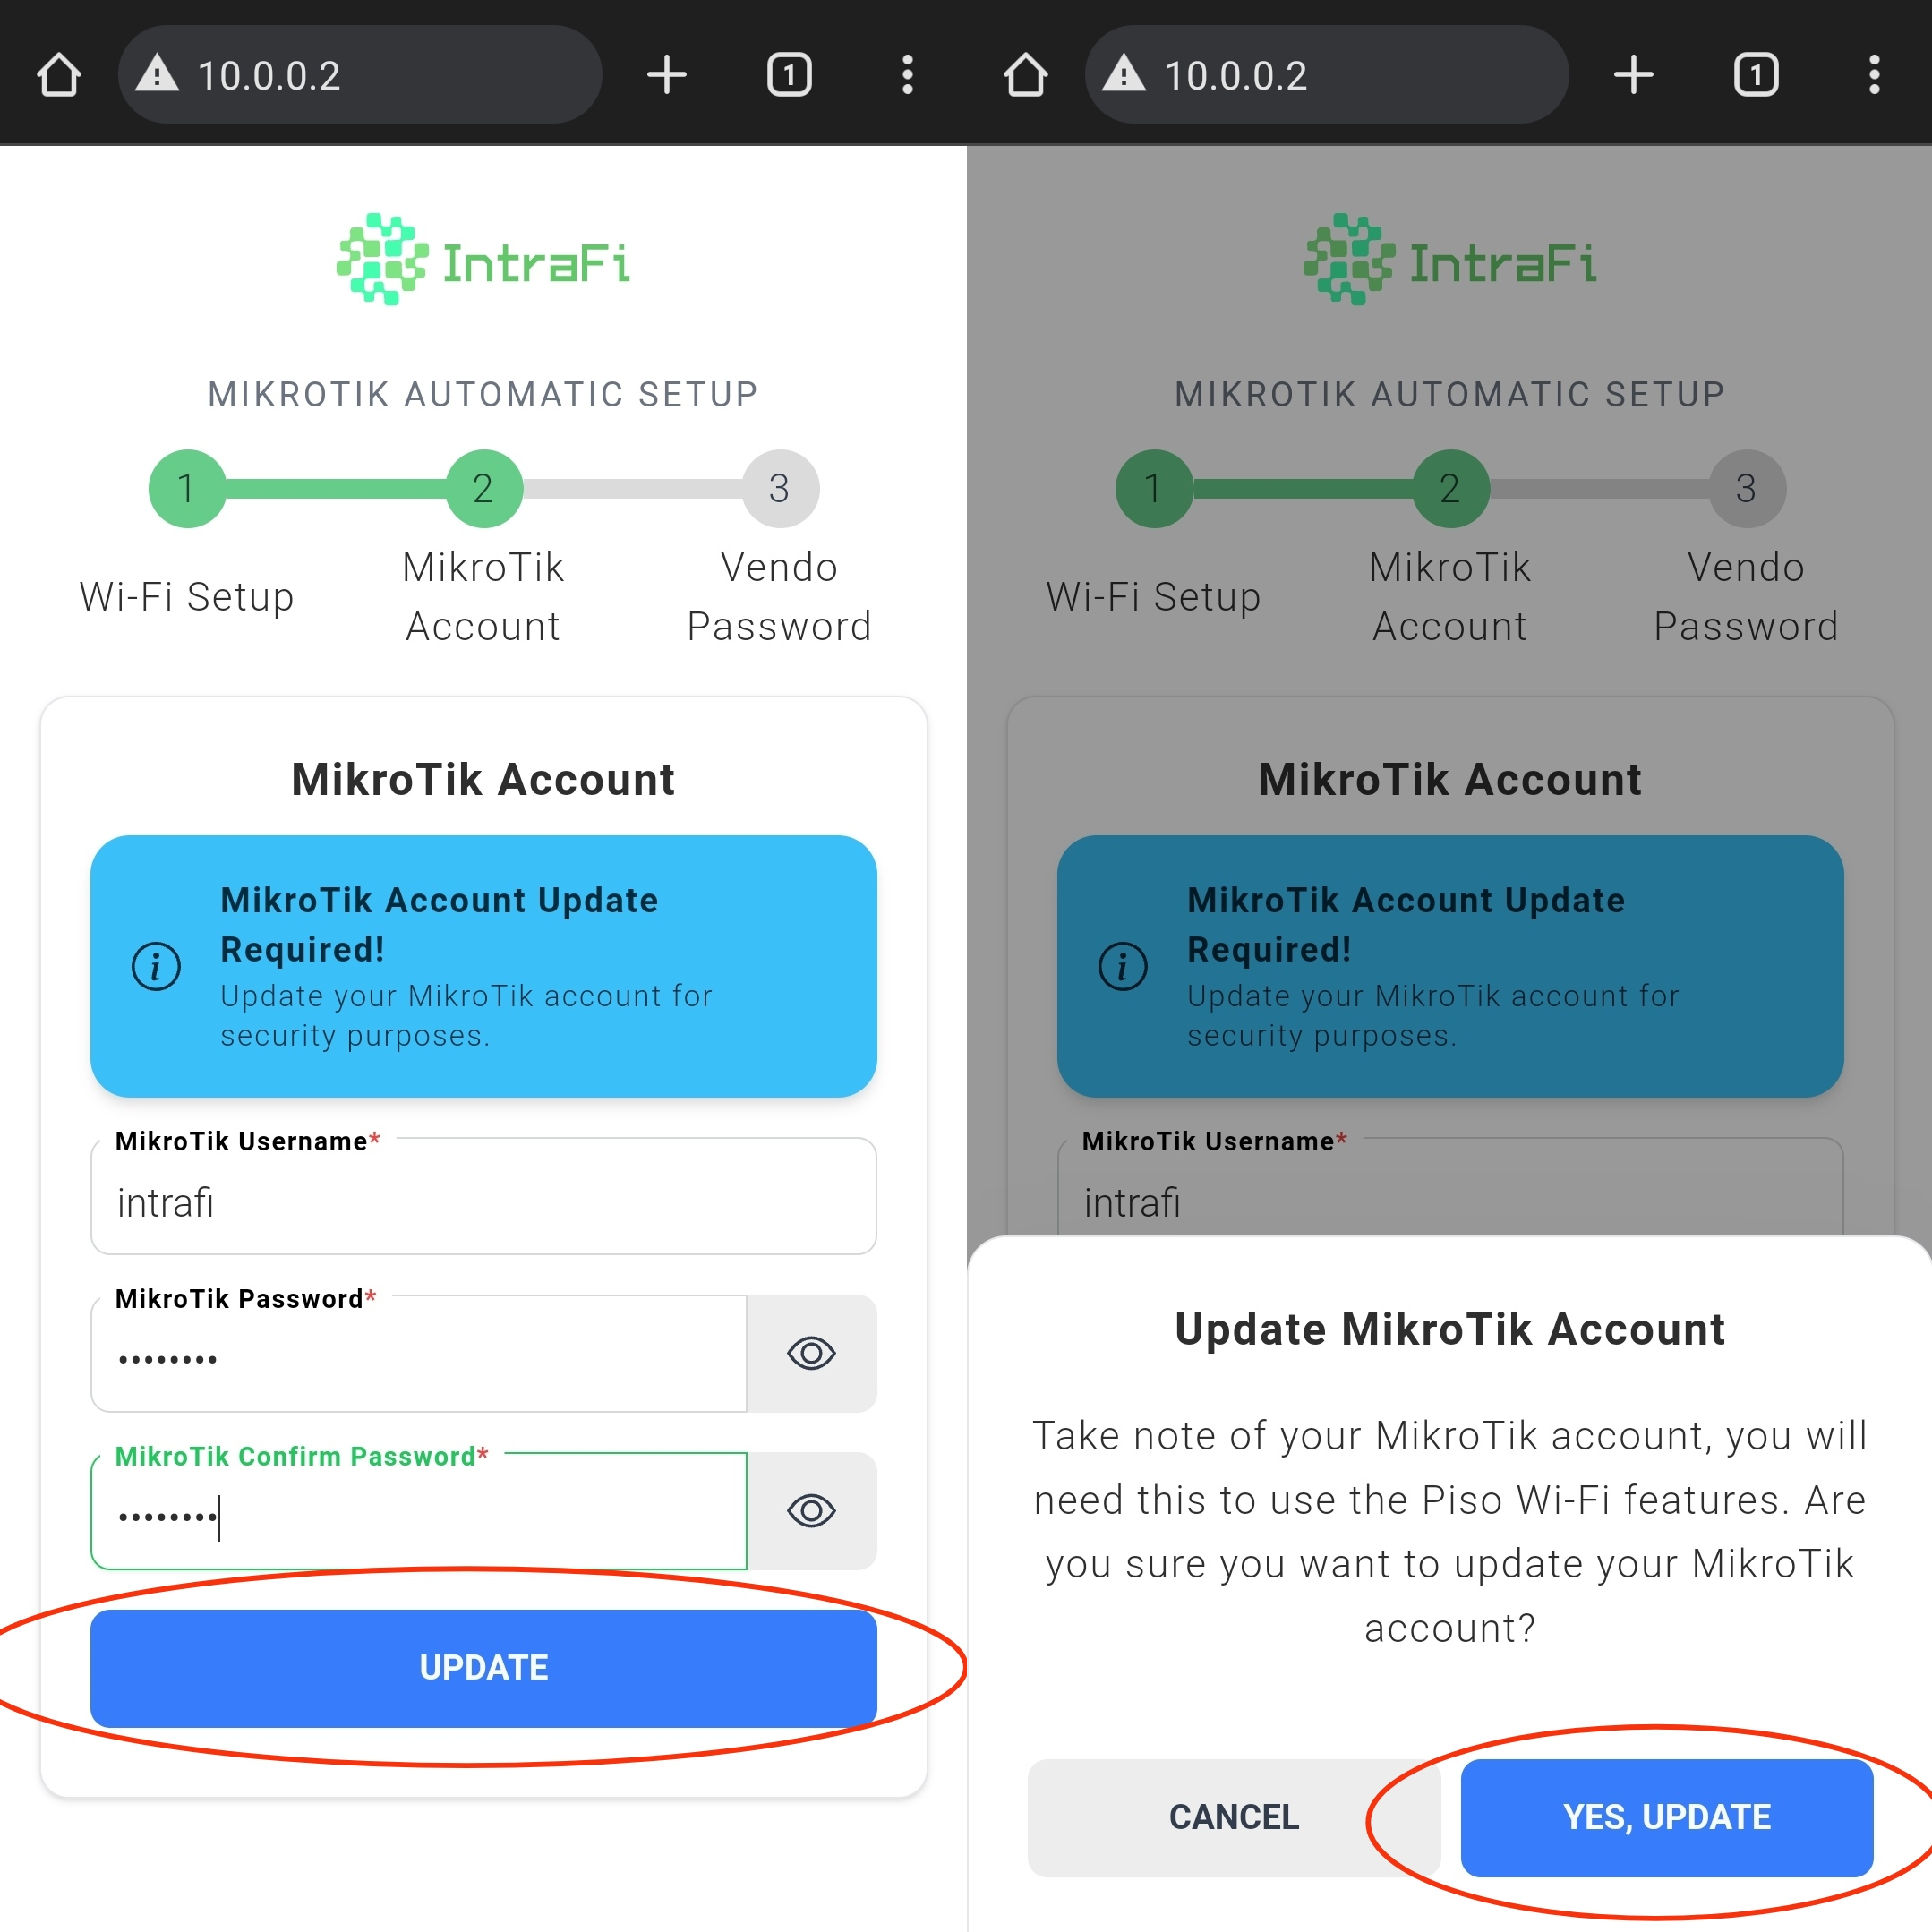 10.0.0.2
1
IntraFi
MIKROTIK AUTOMATIC SETUP
1
2
3
Wi-Fi Setup
MikroTik
Account
Vendo
Password
MikroTik Account
MikroTik Account Update
Required!
Update your MikroTik account for
security purposes.
MikroTik Username*
intrafi
MikroTik Password*
••••••••
MikroTik Confirm Password*
••••••••
UPDATE
10.0.0.2
1
IntraFi
MIKROTIK AUTOMATIC SETUP
1
2
3
Wi-Fi Setup
MikroTik
Account
Vendo
Password
MikroTik Account
MikroTik Account Update
Required!
Update your MikroTik account for
security purposes.
MikroTik Username*
intrafi
Update MikroTik Account
Take note of your MikroTik account, you will
need this to use the Piso Wi-Fi features. Are
you sure you want to update your MikroTik
account?
CANCEL
YES, UPDATE